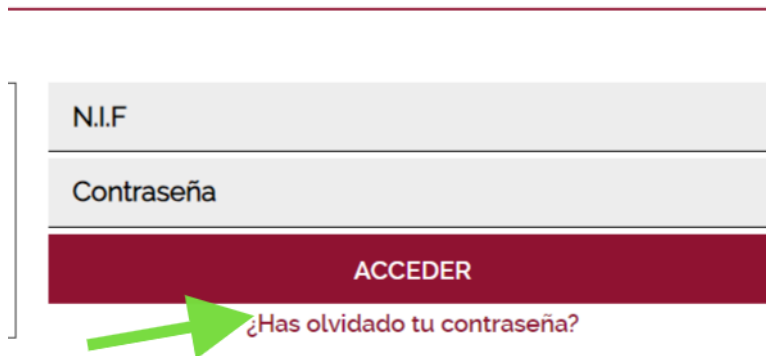 N.I.F
Contraseña
ACCEDER
¿Has olvidado tu contraseña?